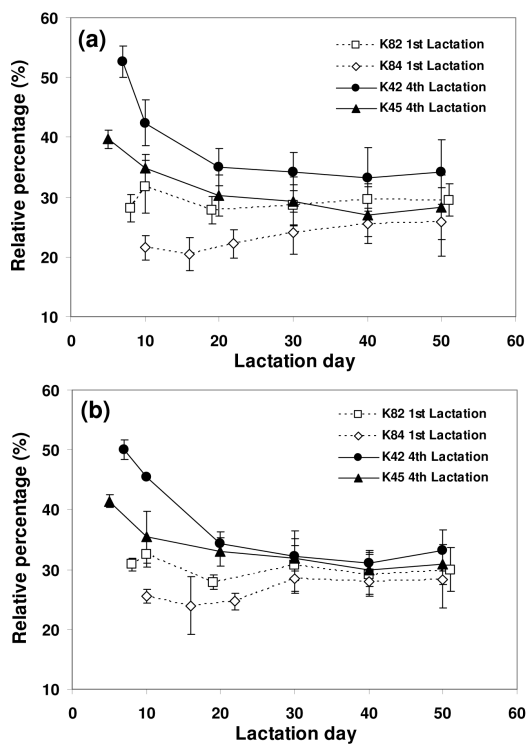 (a)
K82 1st Lactation
K84 1st Lactation
K42 4th Lactation
K45 4th Lactation
Relative percentage (%)
60
50
40
30
20
10
0 10 20 30 40 50 60
Lactation day
(b)
K82 1st Lactation
K84 1st Lactation
K42 4th Lactation
K45 4th Lactation
Relative percentage (%)
60
50
40
30
20
10
0 10 20 30 40 50 60
Lactation day